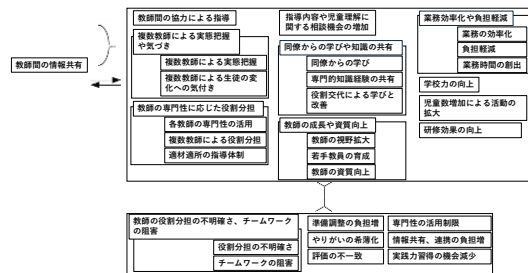 教師間の情報共有
教師間の協力による指導
複数教師による実態把握
や気づき
複数教師による実態把握
複数教師による生徒の変
化への気付き
教師の専門性に応じた役割分担
各教師の専門性の活用
複数教師による役割分担
適材適所の指導体制
指導内容や児童理解に
関する相談機会の増加
同僚からの学びや知識の共有
同僚からの学び
専門的知識経験の共有
役割交代による学びと
改善
教師の成長や資質向上
教師の視野拡大
若手教員の育成
教師の資質向上
業務効率化や負担軽減
業務の効率化
負担軽減
業務時間の創出
学校力の向上
児童数増加による活動の
拡大
研修効果の向上
教師の役割分担の不明確さ、チームワーク
の阻害
役割分担の不明確さ
チームワークの阻害
準備調整の負担増
やりがいの希薄化
評価の不一致
専門性の活用制限
情報共有、連携の負担増
実践力習得の機会減少